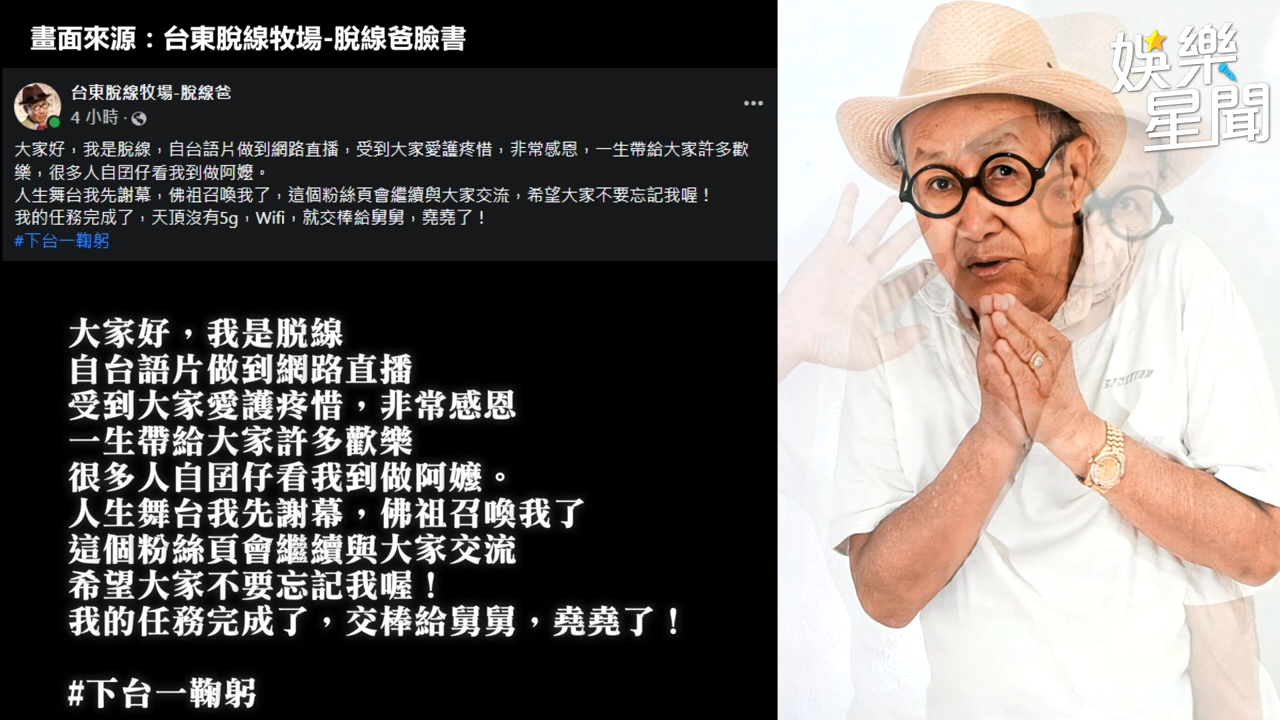 畫面來源：台東脫線牧場-脫線爸臉書
台東脫線牧場-脫線爸
4 小時 ·
大家好，我是脫線，自台語片做到網路直播，受到大家愛護疼惜，非常感恩，一生帶給大家許多歡
樂，很多人自囝仔看我到做阿嬤。
人生舞台我先謝幕，佛祖召喚我了，這個粉絲頁會繼續與大家交流，希望大家不要忘記我喔！
我的任務完成了，天頂沒有5g，Wifi，就交棒給舅舅，堯堯了！
#下台一鞠躬
大家好，我是脫線
自台語片做到網路直播
受到大家愛護疼惜，非常感恩
一生帶給大家許多歡樂
很多人自囝仔看我到做阿嬤。
人生舞台我先謝幕，佛祖召喚我了
這個粉絲頁會繼續與大家交流
希望大家不要忘記我喔！
我的任務完成了，交棒給舅舅，堯堯了！
#下台一鞠躬
娛樂
星聞